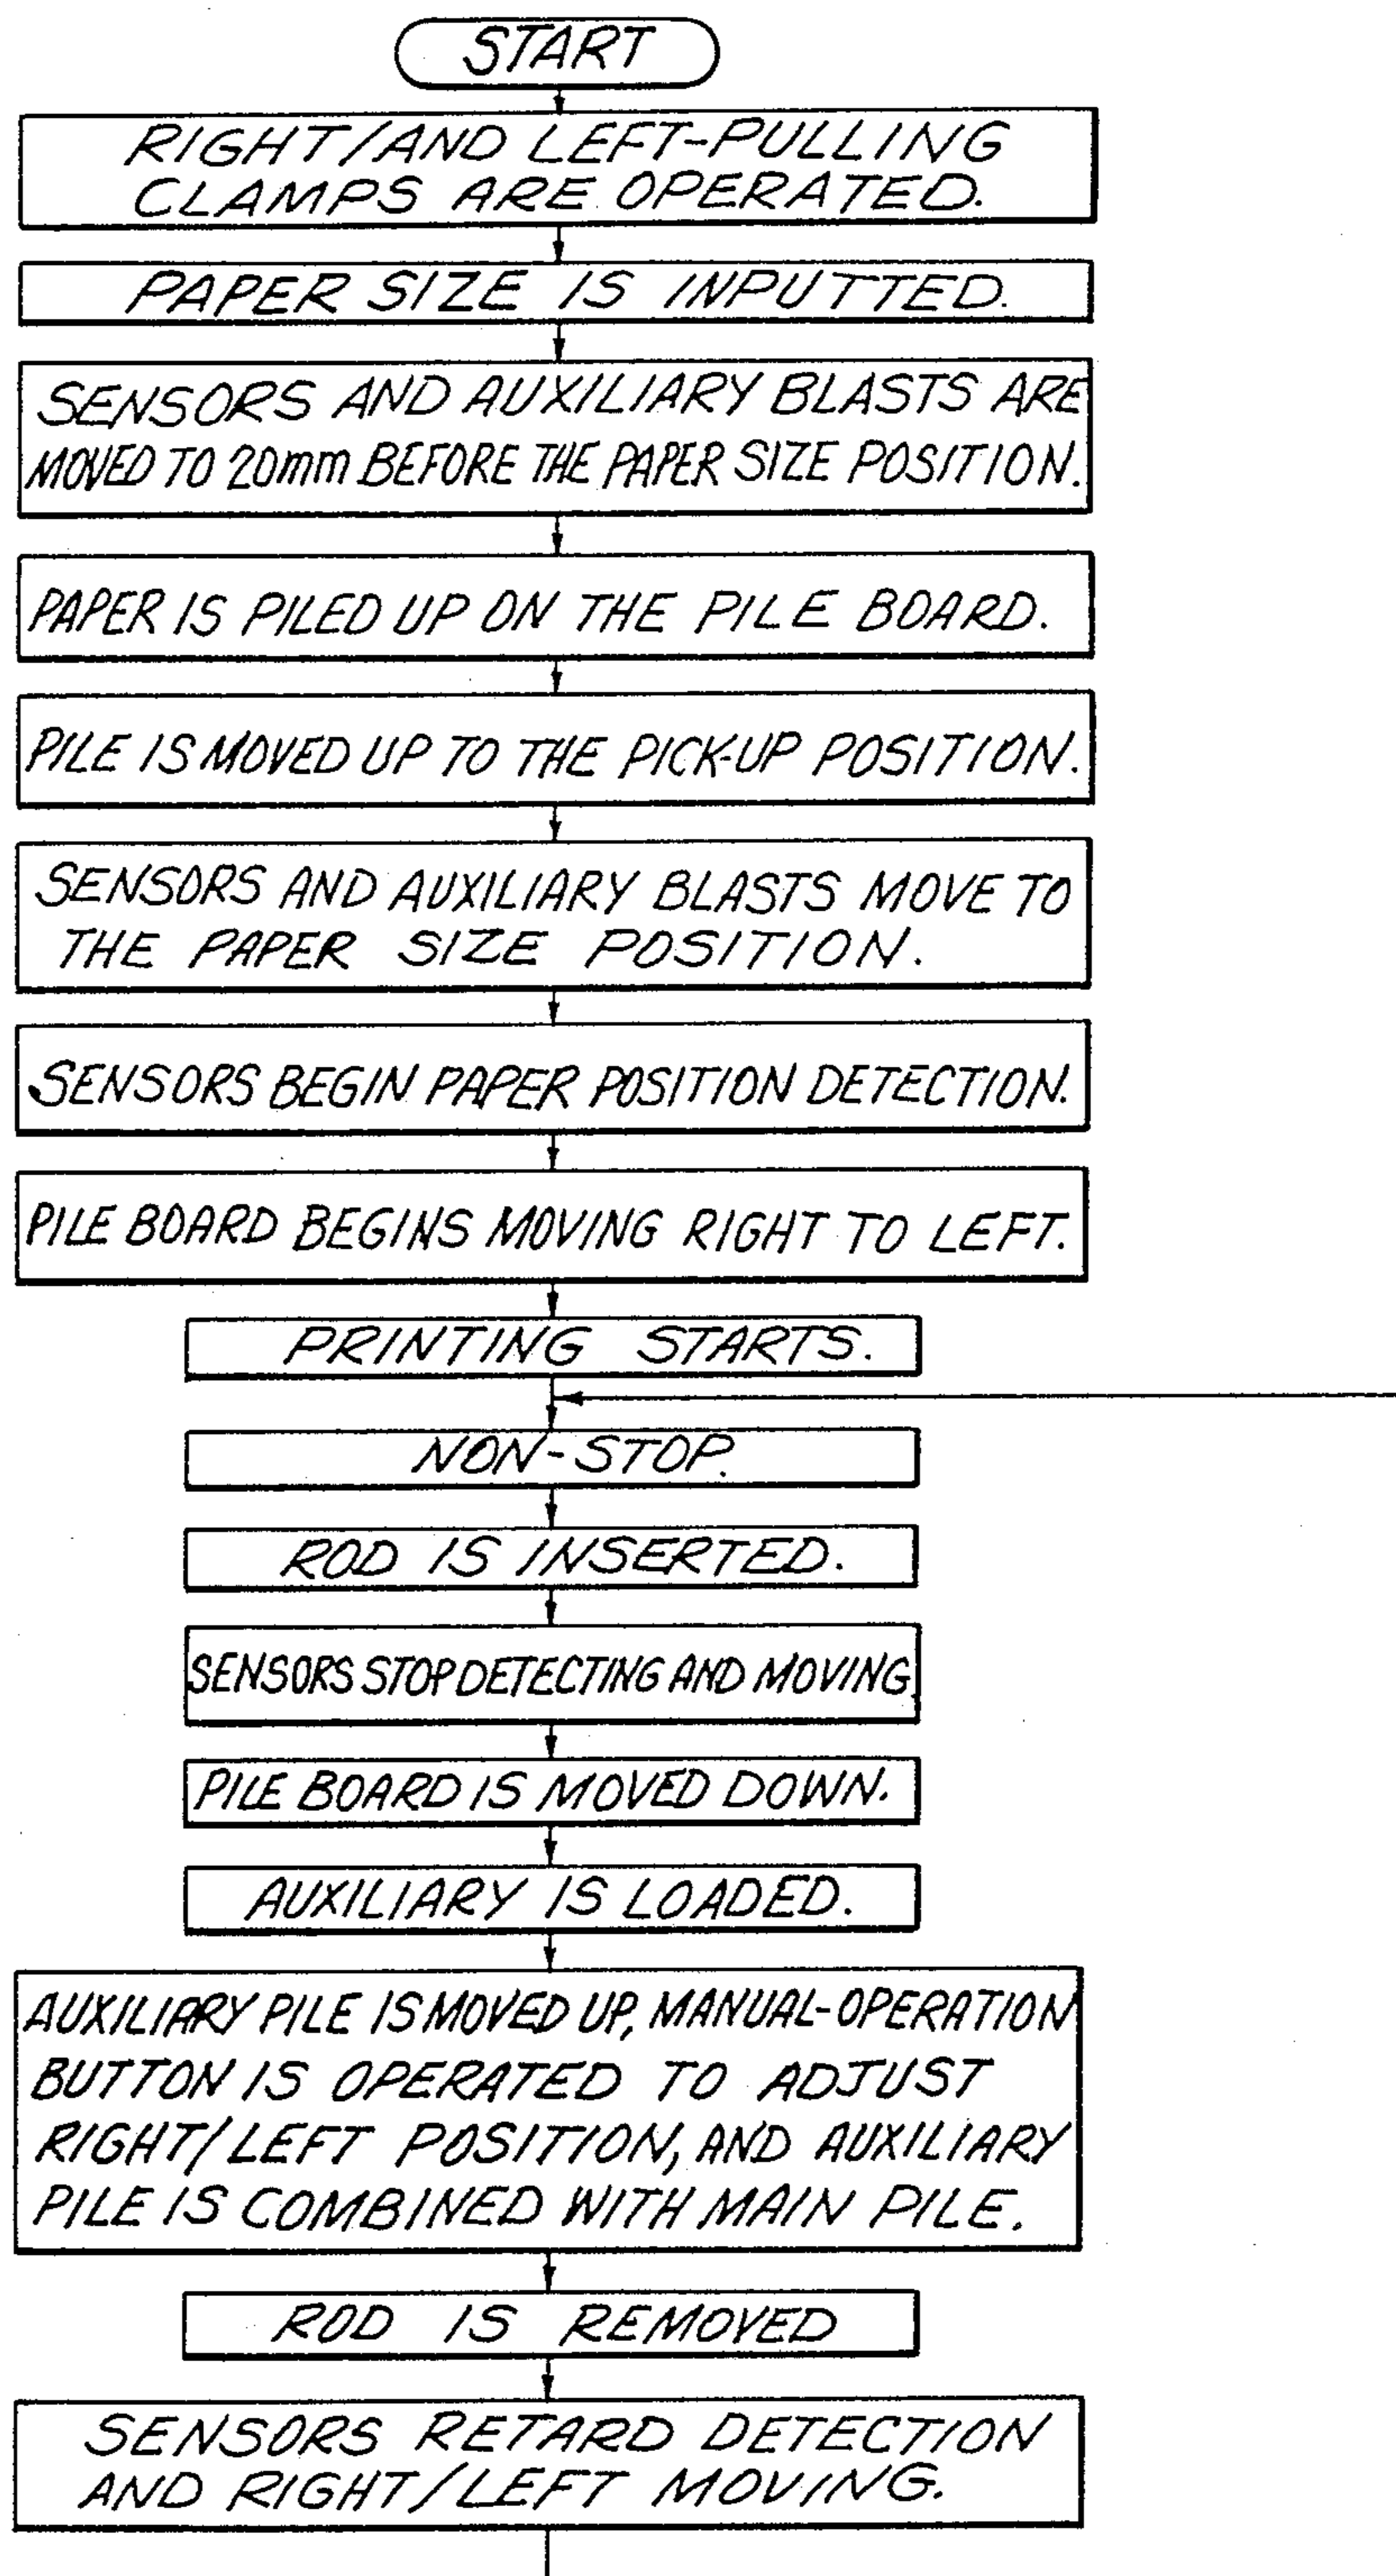 START
RIGHT/AND LEFT-PULLING
CLAMPS ARE OPERATED.
PAPER SIZE IS INPUTTED.
SENSORS AND AUXILIARY BLASTS ARE
MOVED TO 20mm BEFORE THE PAPER SIZE POSITION.
PAPER IS PILED UP ON THE PILE BOARD.
PILE IS MOVED UP TO THE PICK-UP POSITION.
SENSORS AND AUXILIARY BLASTS MOVE TO
THE PAPER SIZE POSITION.
SENSORS BEGIN PAPER POSITION DETECTION.
PILE BOARD BEGINS MOVING RIGHT TO LEFT.
PRINTING STARTS.
NON-STOP.
ROD IS INSERTED.
SENSORS STOP DETECTING AND MOVING.
PILE BOARD IS MOVED DOWN.
AUXILIARY IS LOADED.
AUXILIARY PILE IS MOVED UP, MANUAL-OPERATION
BUTTON IS OPERATED TO ADJUST
RIGHT/LEFT POSITION, AND AUXILIARY
PILE IS COMBINED WITH MAIN PILE.
ROD IS REMOVED
SENSORS RETARD DETECTION
AND RIGHT/LEFT MOVING.